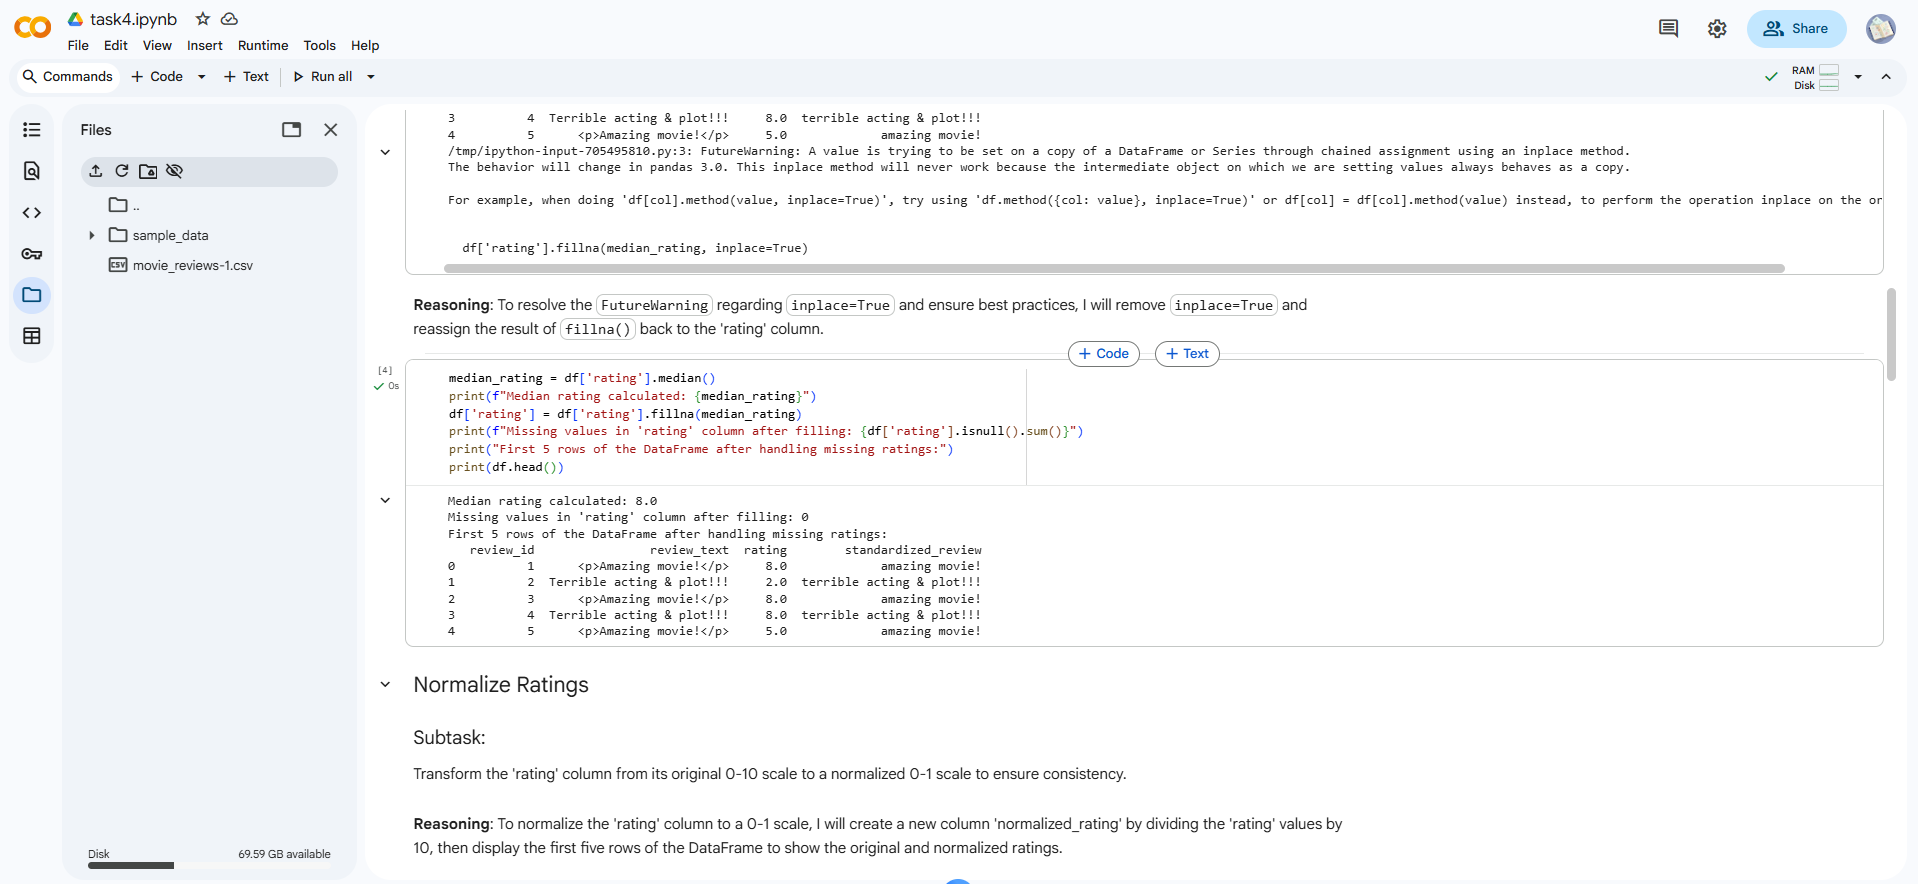 task4.ipynb
File Edit View Insert Runtime Tools Help
Share
Commands + Code + Text Run all
RAM
Disk
Files
..
sample_data
movie_reviews-1.csv
Disk 69.59 GB available
3          4  Terrible acting & plot!!!     8.0  terrible acting & plot!!!
4          5      <p>Amazing movie!</p>     5.0             amazing movie!
/tmp/ipython-input-705495810.py:3: FutureWarning: A value is trying to be set on a copy of a DataFrame or Series through chained assignment using an inplace method.
The behavior will change in pandas 3.0. This inplace method will never work because the intermediate object on which we are setting values always behaves as a copy.
For example, when doing 'df[col].method(value, inplace=True)', try using 'df.method({col: value}, inplace=True)' or df[col] = df[col].method(value) instead, to perform the operation inplace on the or
df['rating'].fillna(median_rating, inplace=True)
Reasoning: To resolve the FutureWarning regarding inplace=True and ensure best practices, I will remove inplace=True and
reassign the result of fillna() back to the 'rating' column.
+ Code + Text
[4]
0s
median_rating = df['rating'].median()
print(f"Median rating calculated: {median_rating}")
df['rating'] = df['rating'].fillna(median_rating)
print(f"Missing values in 'rating' column after filling: {df['rating'].isnull().sum()}")
print("First 5 rows of the DataFrame after handling missing ratings:")
print(df.head())
Median rating calculated: 8.0
Missing values in 'rating' column after filling: 0
First 5 rows of the DataFrame after handling missing ratings:
   review_id                review_text  rating        standardized_review
0          1      <p>Amazing movie!</p>     8.0             amazing movie!
1          2  Terrible acting & plot!!!     2.0  terrible acting & plot!!!
2          3      <p>Amazing movie!</p>     8.0             amazing movie!
3          4  Terrible acting & plot!!!     8.0  terrible acting & plot!!!
4          5      <p>Amazing movie!</p>     5.0             amazing movie!
Normalize Ratings
Subtask:
Transform the 'rating' column from its original 0-10 scale to a normalized 0-1 scale to ensure consistency.
Reasoning: To normalize the 'rating' column to a 0-1 scale, I will create a new column 'normalized_rating' by dividing the 'rating' values by
10, then display the first five rows of the DataFrame to show the original and normalized ratings.